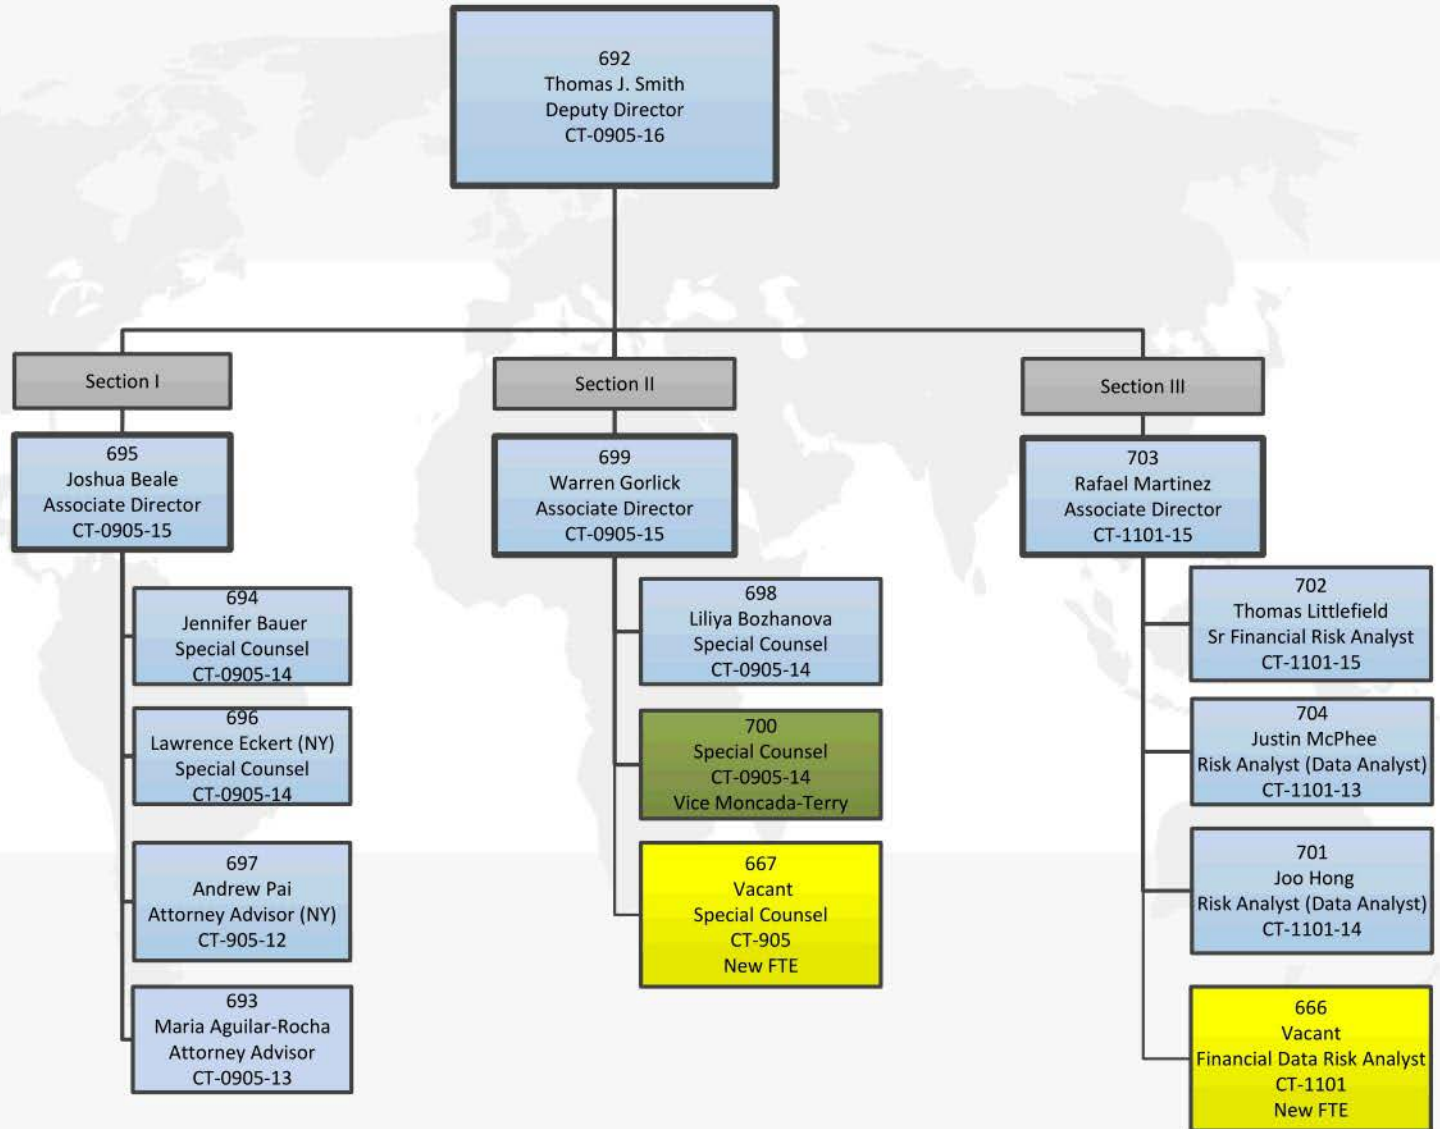 692
Thomas J. Smith
Deputy Director
CT-0905-16
Section I
695
Joshua Beale
Associate Director
CT-0905-15
694
Jennifer Bauer
Special Counsel
CT-0905-14
696
Lawrence Eckert (NY)
Special Counsel
CT-0905-14
697
Andrew Pai
Attorney Advisor (NY)
CT-905-12
693
Maria Aguilar-Rocha
Attorney Advisor
CT-0905-13
Section II
699
Warren Gorlick
Associate Director
CT-0905-15
698
Liliya Bozhanova
Special Counsel
CT-0905-14
700
Special Counsel
CT-0905-14
Vice Moncada-Terry
667
Vacant
Special Counsel
CT-905
New FTE
Section III
703
Rafael Martinez
Associate Director
CT-1101-15
702
Thomas Littlefield
Sr Financial Risk Analyst
CT-1101-15
704
Justin McPhee
Risk Analyst (Data Analyst)
CT-1101-13
701
Joo Hong
Risk Analyst (Data Analyst)
CT-1101-14
666
Vacant
Financial Data Risk Analyst
CT-1101
New FTE